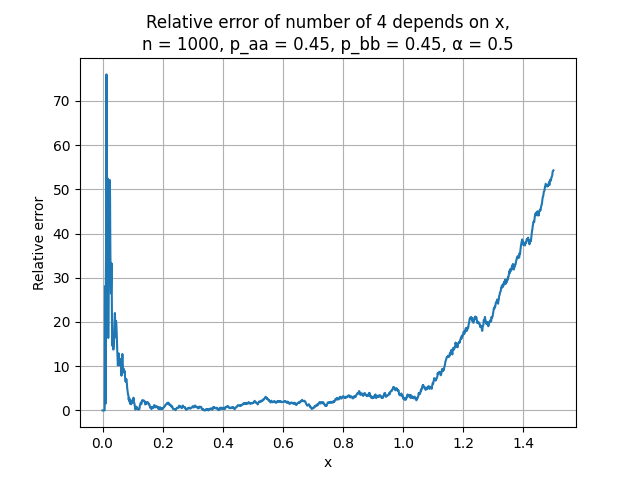 Relative error of number of 4 depends on x,
n = 1000, p_aa = 0.45, p_bb = 0.45, α = 0.5
70
60
50
40
30
20
10
0
Relative error
0.0 0.2 0.4 0.6 0.8 1.0 1.2 1.4
x